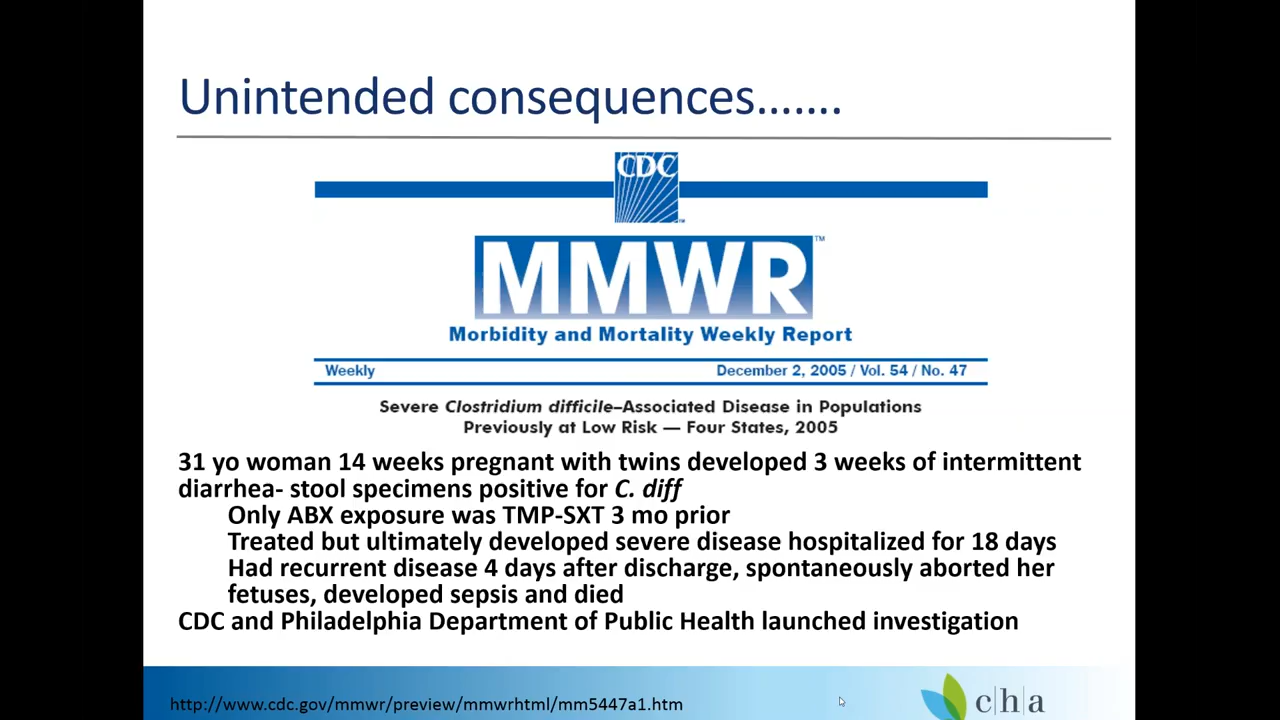 Unintended consequences.......
CDC
™
MMWR™
Morbidity and Mortality Weekly Report
Weekly December 2, 2005 / Vol. 54 / No. 47
Severe Clostridium difficile–Associated Disease in Populations
Previously at Low Risk — Four States, 2005
31 yo woman 14 weeks pregnant with twins developed 3 weeks of intermittent
diarrhea- stool specimens positive for C. diff
Only ABX exposure was TMP-SXT 3 mo prior
Treated but ultimately developed severe disease hospitalized for 18 days
Had recurrent disease 4 days after discharge, spontaneously aborted her
fetuses, developed sepsis and died
CDC and Philadelphia Department of Public Health launched investigation
http://www.cdc.gov/mmwr/preview/mmwrhtml/mm5447a1.htm
c|h|a